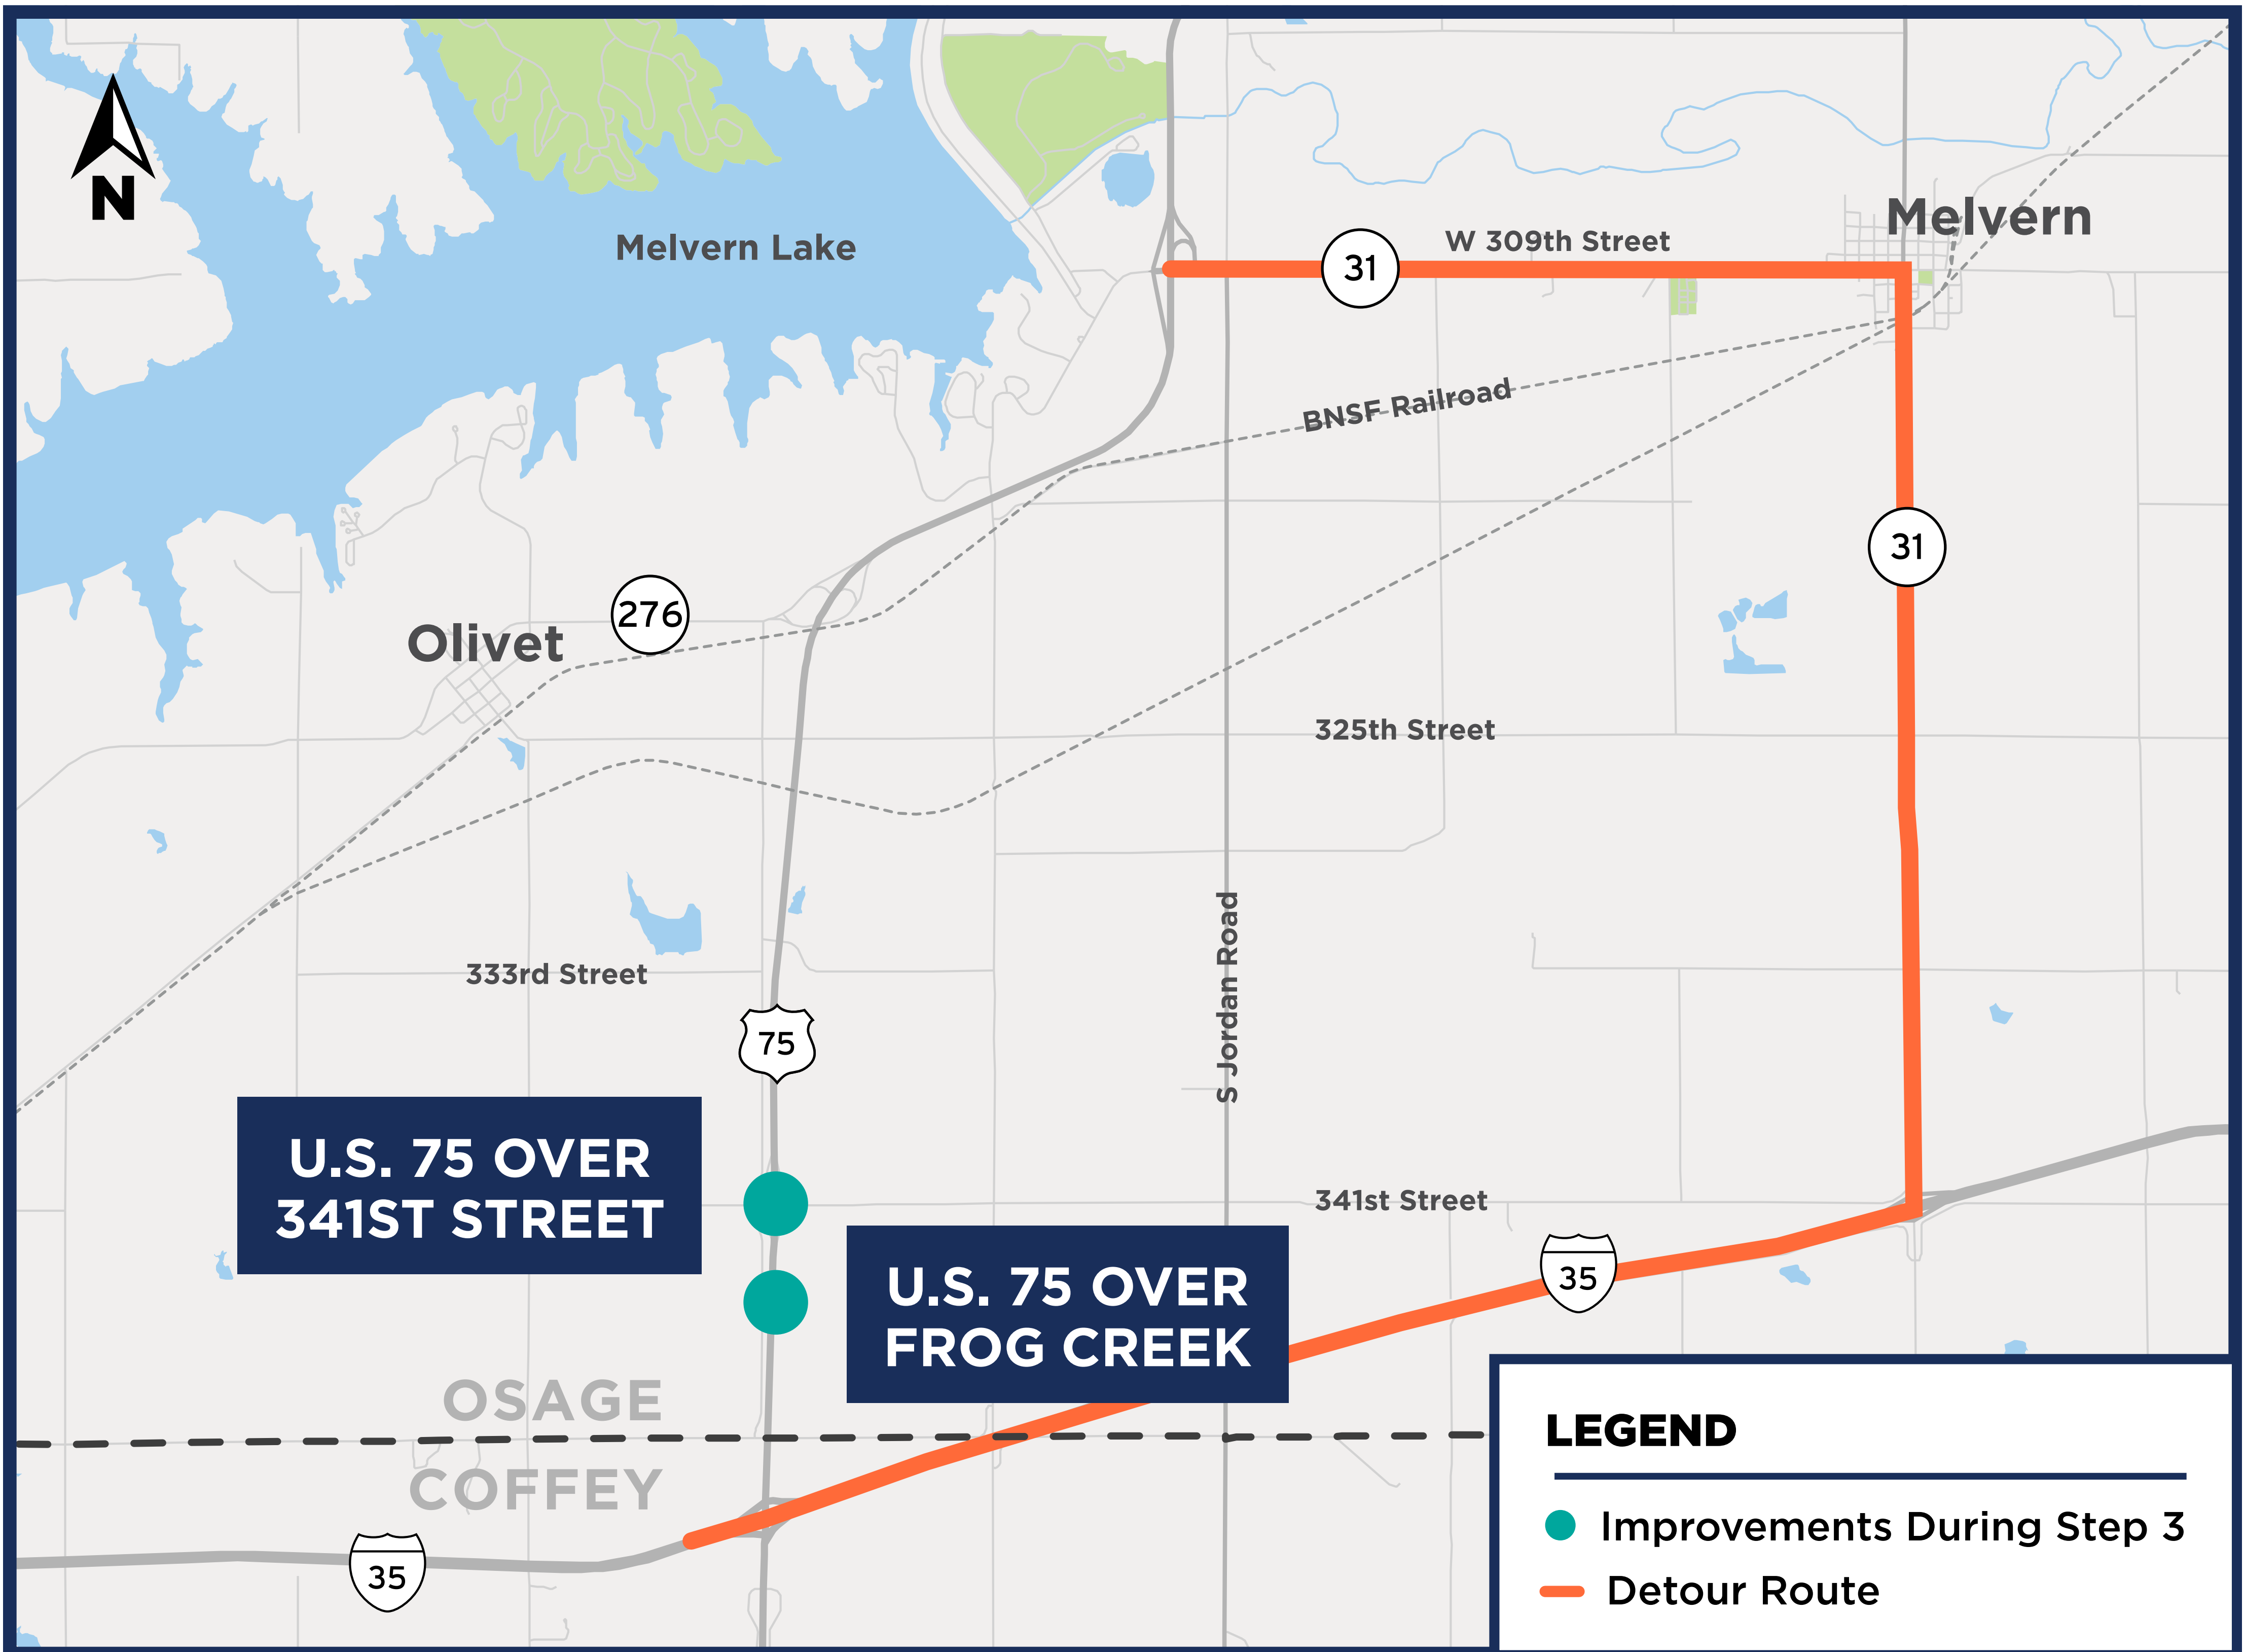 N
Melvern Lake
W 309th Street
Melvern
31
BNSF Railroad
31
276
Olivet
325th Street
S Jordan Road
333rd Street
75
U.S. 75 OVER
341ST STREET
341st Street
U.S. 75 OVER
FROG CREEK
35
OSAGE
COFFEY
35
LEGEND
Improvements During Step 3
Detour Route